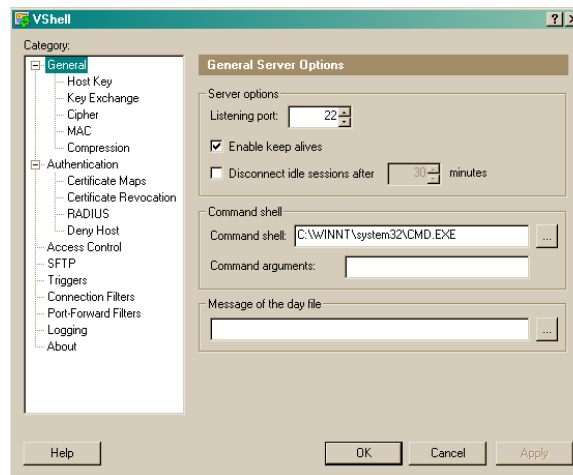 VShell
Category:
General
Host Key
Key Exchange
Cipher
MAC
Compression
Authentication
Certificate Maps
Certificate Revocation
RADIUS
Deny Host
Access Control
SFTP
Triggers
Connection Filters
Port-Forward Filters
Logging
About
General Server Options
Server options
Listening port: 22
Enable keep alives
Disconnect idle sessions after 30 minutes
Command shell
Command shell: C:\WINNT\system32\CMD.EXE ...
Command arguments:
Message of the day file
...
Help OK Cancel Apply